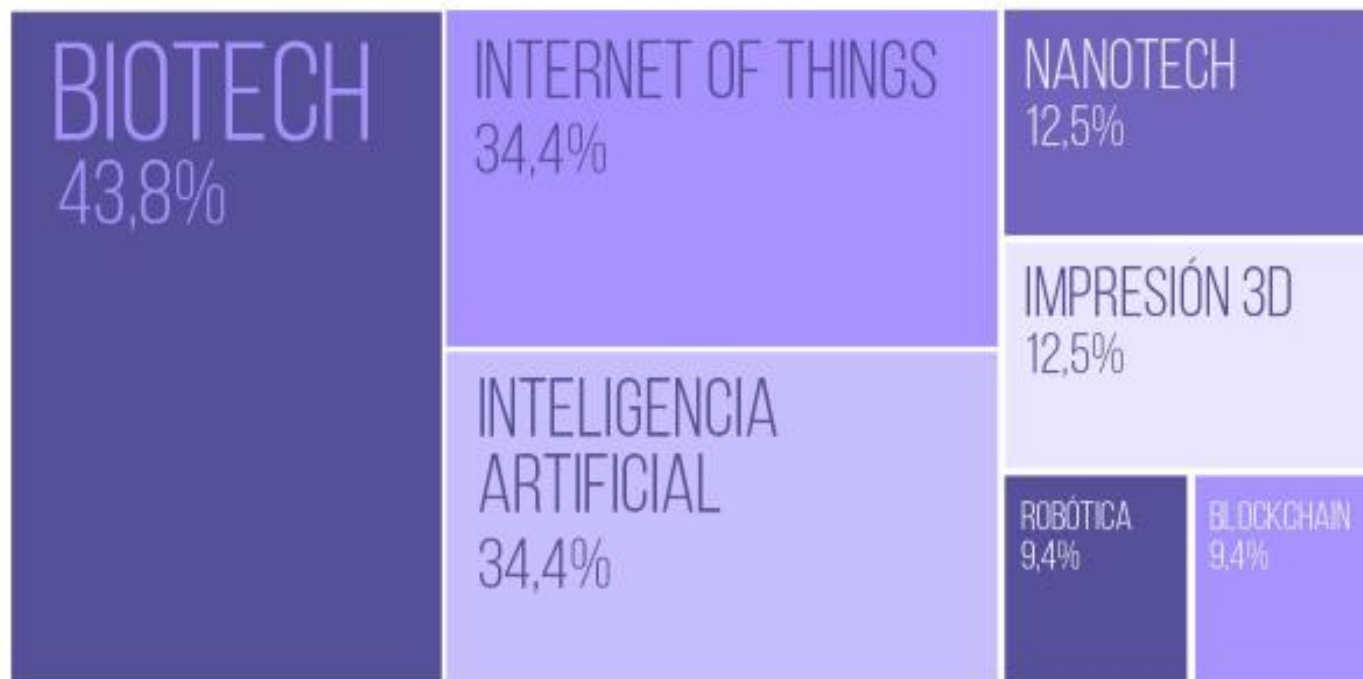 BIOTECH
43,8%
INTERNET OF THINGS
34,4%
INTELIGENCIA
ARTIFICIAL
34,4%
NANOTECH
12,5%
IMPRESIÓN 3D
12,5%
ROBÓTICA
9,4%
BLOCKCHAIN
9,4%